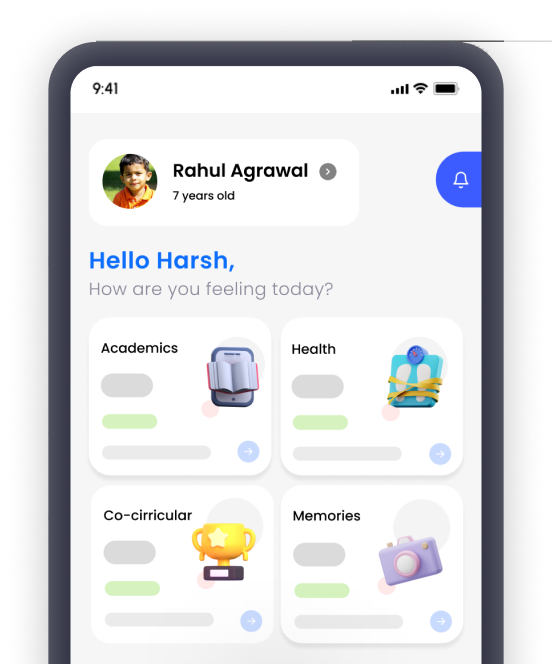 9:41
Rahul Agrawal
7 years old
Hello Harsh,
How are you feeling today?
Academics
Health
Co-cirricular
Memories